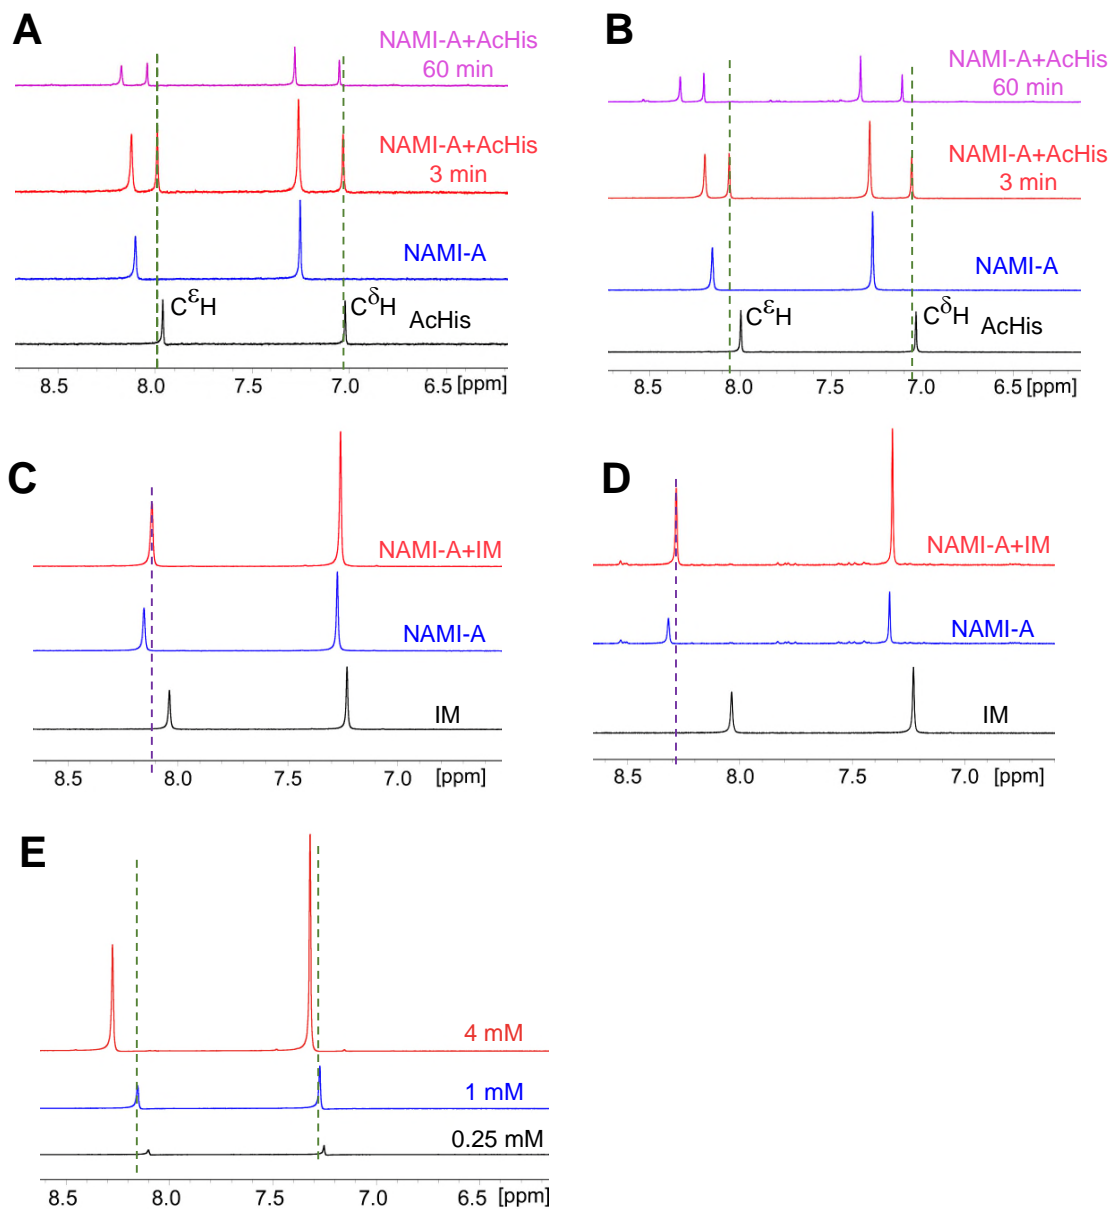 A
NAMI-A+AcHis
60 min
NAMI-A+AcHis
3 min
NAMI-A
CεH
CδH
AcHis
8.0 7.5 7.0 6.5 [ppm]
B
NAMI-A+AcHis
60 min
NAMI-A+AcHis
3 min
NAMI-A
CεH
CδH
AcHis
8.5 8.0 7.5 7.0 6.5 [ppm]
C
NAMI-A+IM
NAMI-A
IM
8.5 8.0 7.5 7.0 [ppm]
D
NAMI-A+IM
NAMI-A
IM
8.5 8.0 7.5 7.0 [ppm]
E
4 mM
1 mM
0.25 mM
8.5 8.0 7.5 7.0 6.5 [ppm]